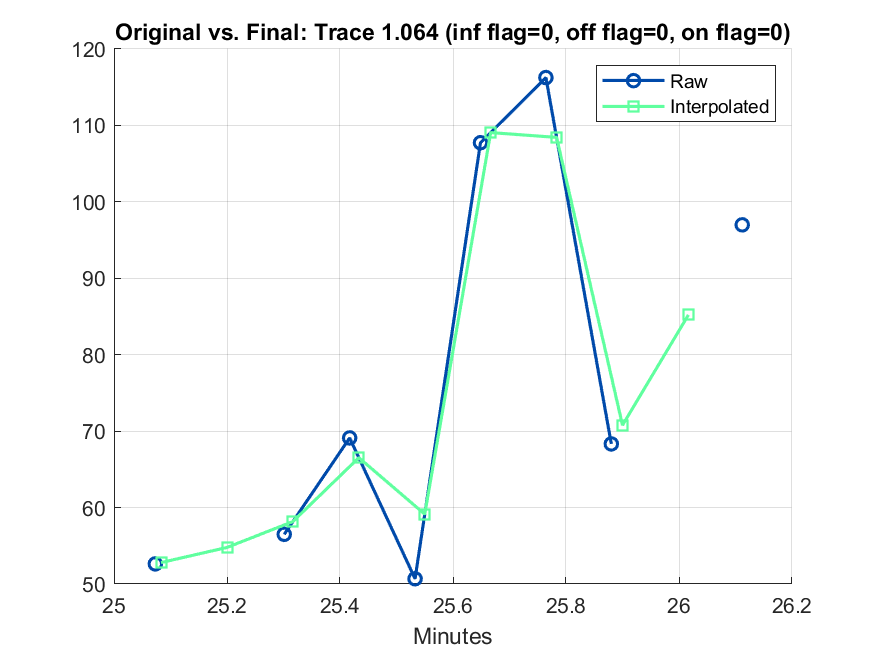 Original vs. Final: Trace 1.064 (inf flag=0, off flag=0, on flag=0)
120
110
100
90
80
70
60
50
Raw
Interpolated
25 25.2 25.4 25.6 25.8 26 26.2
Minutes